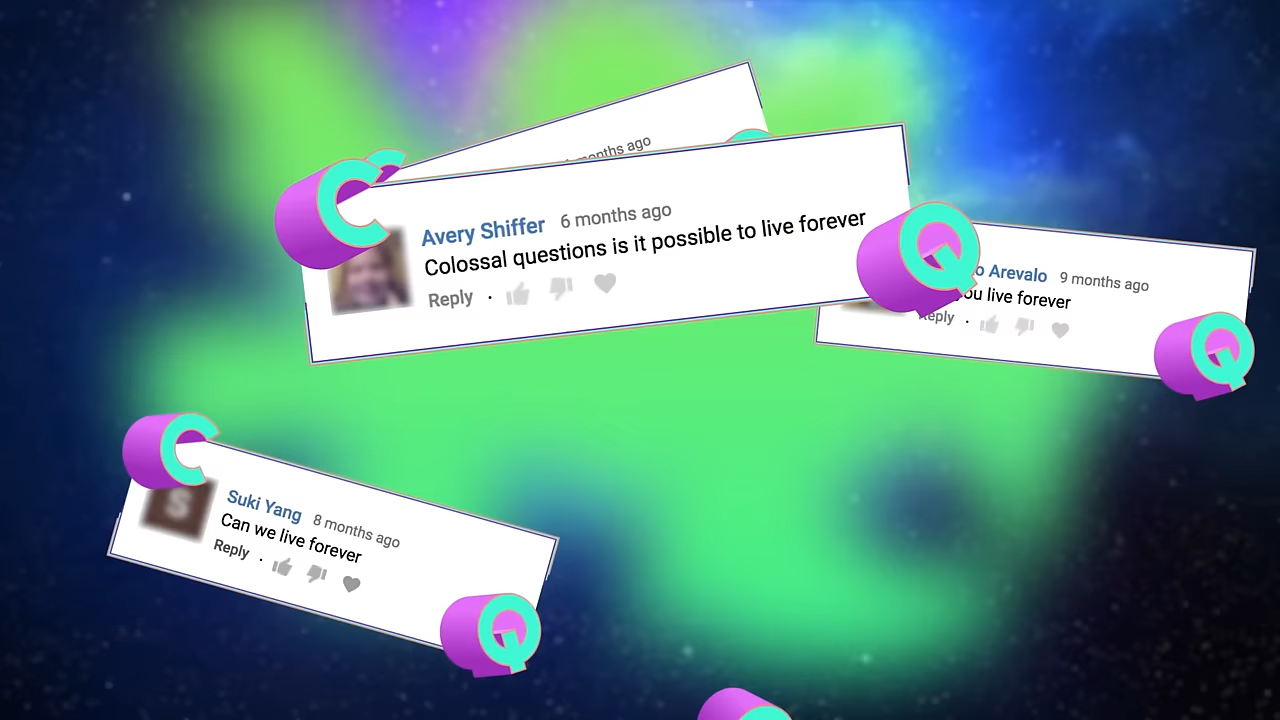 months ago
C
Avery Shiffer 6 months ago
Colossal questions is it possible to live forever
Reply ·
Q
Arevalo 9 months ago
you live forever
Reply ·
Q
C
S
Suki Yang 8 months ago
Can we live forever
Reply ·
Q